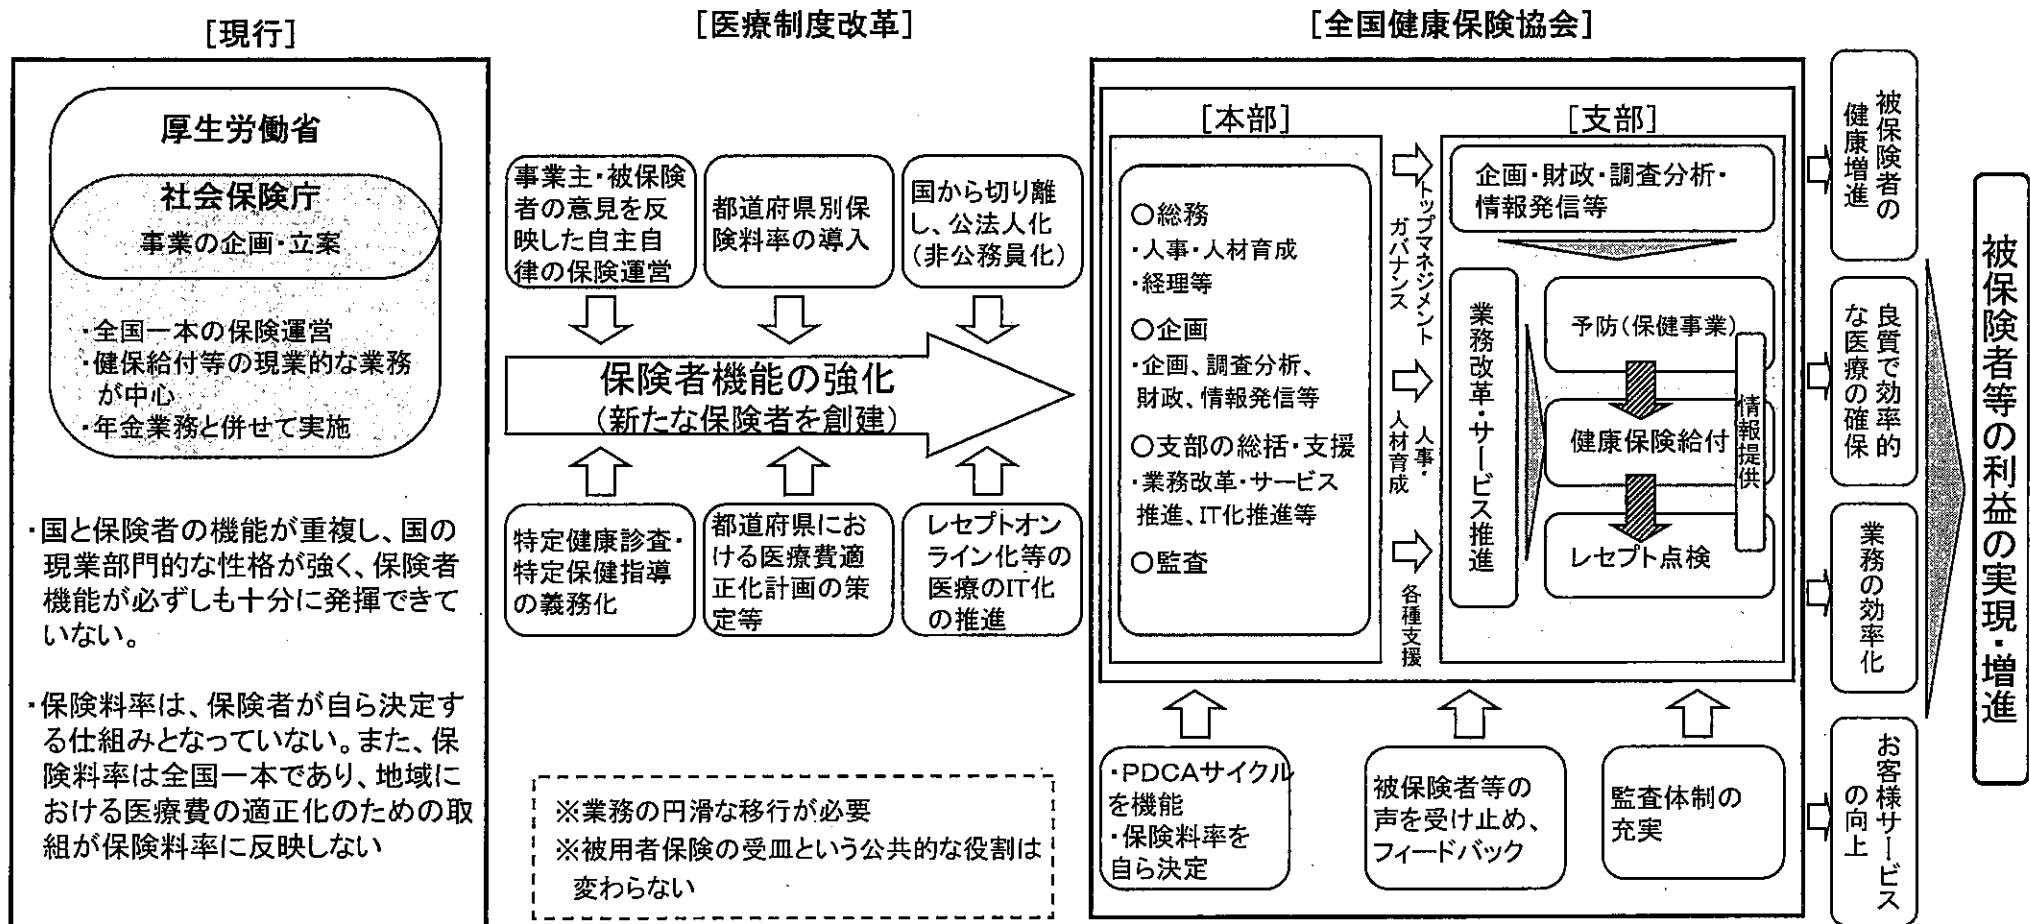 [現行]
厚生労働省
社会保険庁
事業の企画・立案
・全国一本の保険運営
・健保給付等の現業的な業務
が中心
・年金業務と併せて実施
・国と保険者の機能が重複し、国の
現業部門的な性格が強く、保険者
機能が必ずしも十分に発揮できて
いない。
・保険料率は、保険者が自ら決定す
る仕組みとなっていない。また、保
険料率は全国一本であり、地域に
おける医療費の適正化のための取
組が保険料率に反映しない
[医療制度改革]
事業主・被保険
者の意見を反
映した自主自
律の保険運営
都道府県別保
険料率の導入
国から切り離
し、公法人化
(非公務員化)
保険者機能の強化
(新たな保険者を創建)
特定健康診査・
特定保健指導
の義務化
都道府県にお
ける医療費適
正化計画の策
定等
レセプトオン
ライン化等の
医療のIT化
の推進
※業務の円滑な移行が必要
※被用者保険の受皿という公共的な役割は
変わらない
[全国健康保険協会]
[本部]
○総務
・人事・人材育成
・経理等
○企画
・企画、調査分析、
財政、情報発信等
○支部の総括・支援
・業務改革・サービス
推進、IT化推進等
○監査
トップマネジメント
ガバナンス
人事・
人材育成
各種支援
[支部]
企画・財政・調査分析・
情報発信等
業務改革・サービス推進
予防(保健事業)
健康保険給付
レセプト点検
情報提供
・PDCAサイクル
を機能
・保険料率を
自ら決定
被保険者等の
声を受け止め、
フィードバック
監査体制の
充実
被保険者の
健康増進
良質で効率的
な医療の確保
業務の効率化
お客様サービス
の向上
被保険者等の利益の実現・増進